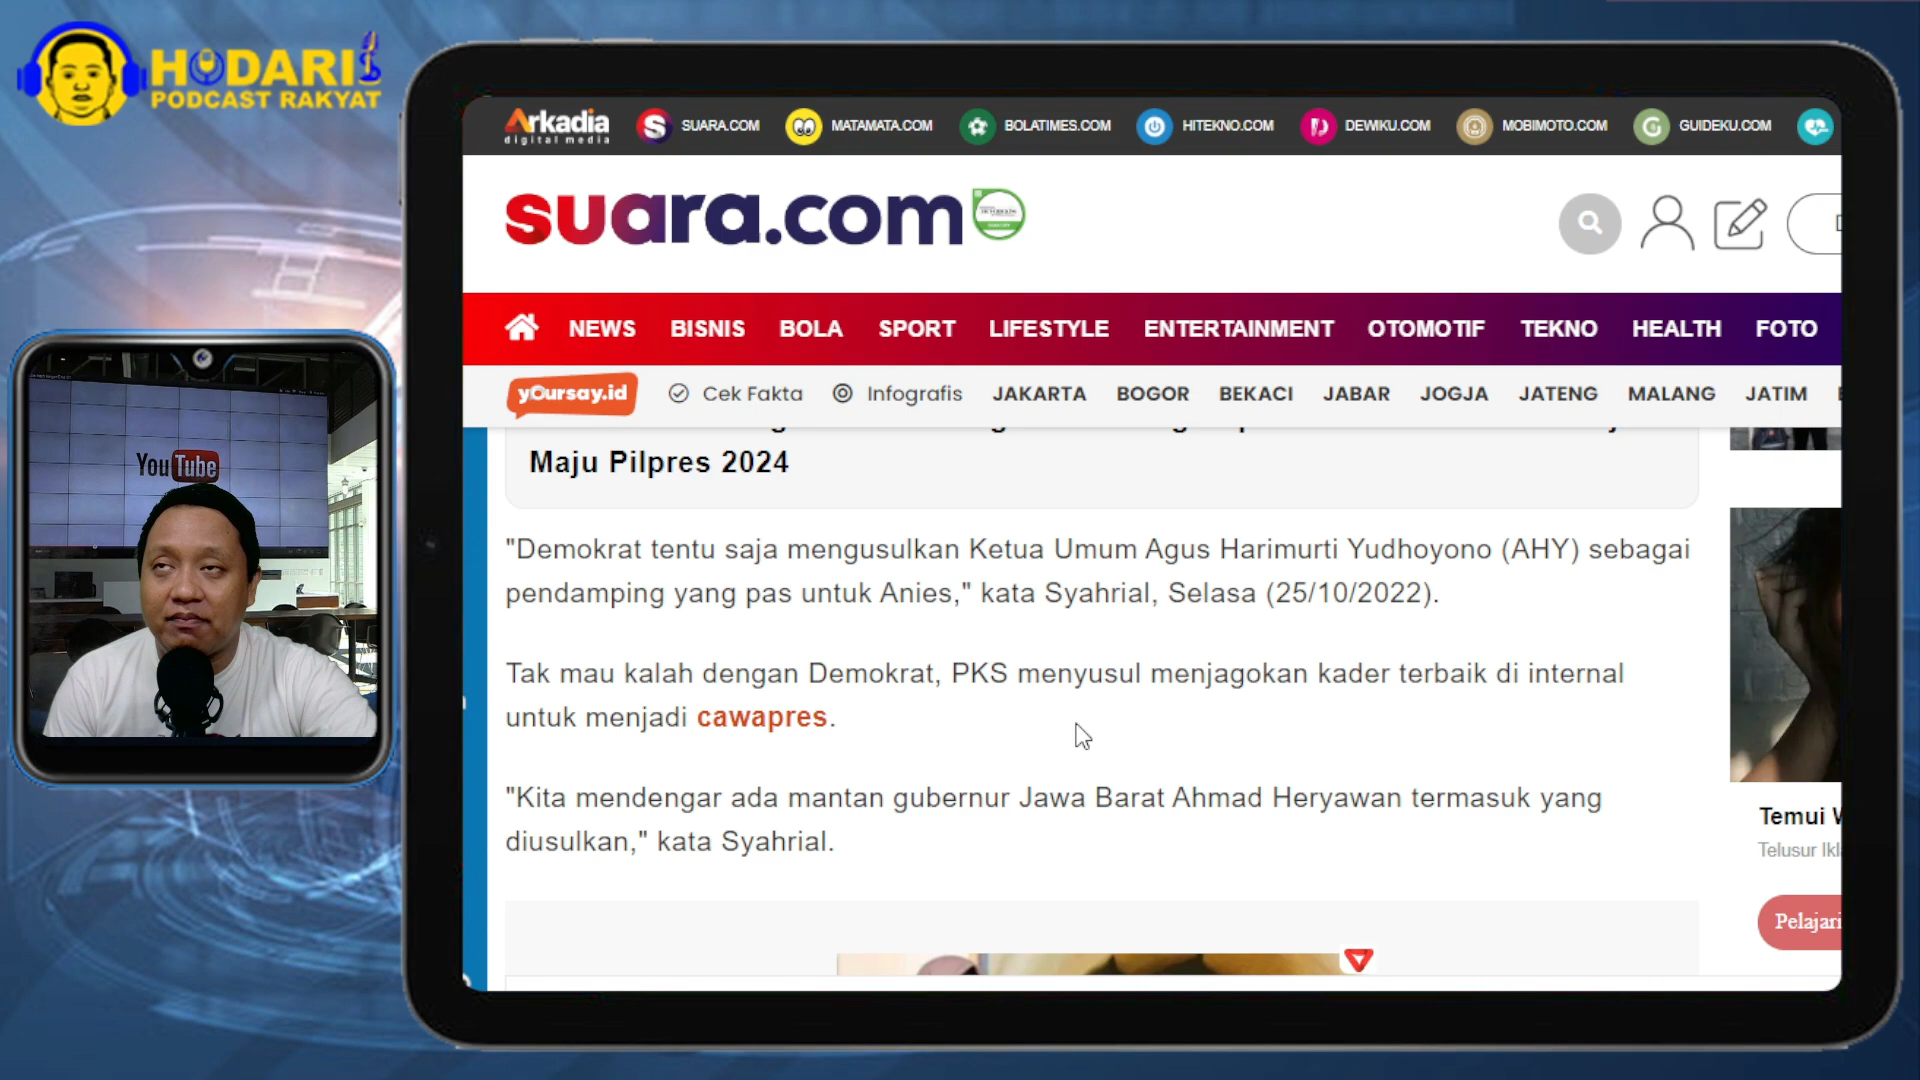 HODARI
PODCAST RAKYAT
Arkadia
digital media
SUARA.COM
MATAMATA.COM
BOLATIMES.COM
HITEKNO.COM
DEWIKU.COM
MOBIMOTO.COM
GUIDEKU.COM
suara.com
NEWS BISNIS BOLA SPORT LIFESTYLE ENTERTAINMENT OTOMOTIF TEKNO HEALTH FOTO
yoursay.id Cek Fakta Infografis JAKARTA BOGOR BEKACI JABAR JOGJA JATENG MALANG JATIM
Maju Pilpres 2024
"Demokrat tentu saja mengusulkan Ketua Umum Agus Harimurti Yudhoyono (AHY) sebagai
pendamping yang pas untuk Anies," kata Syahrial, Selasa (25/10/2022).
Tak mau kalah dengan Demokrat, PKS menyusul menjagokan kader terbaik di internal
untuk menjadi cawapres.
"Kita mendengar ada mantan gubernur Jawa Barat Ahmad Heryawan termasuk yang
diusulkan," kata Syahrial.
Temui
Telusur
Pelajari
YouTube